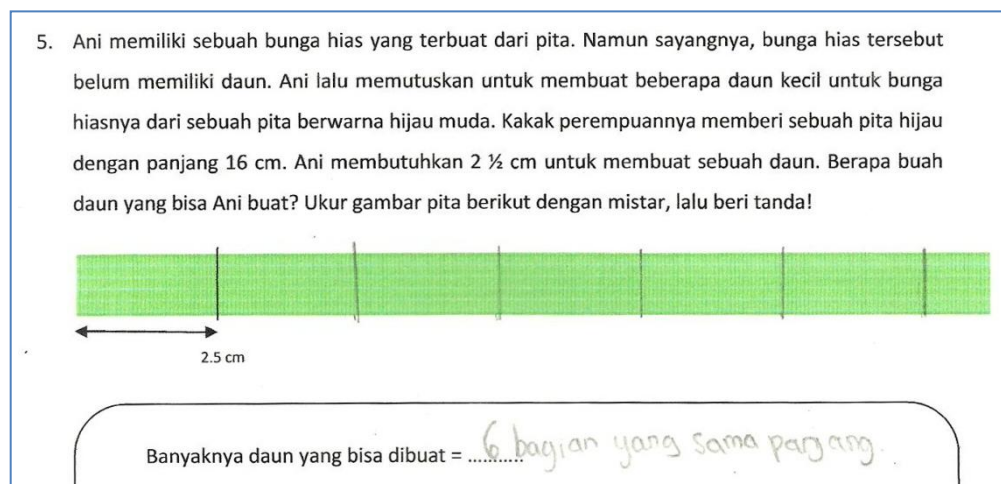 5. Ani memiliki sebuah bunga hias yang terbuat dari pita. Namun sayangnya, bunga hias tersebut
belum memiliki daun. Ani lalu memutuskan untuk membuat beberapa daun kecil untuk bunga
hiasnya dari sebuah pita berwarna hijau muda. Kakak perempuannya memberi sebuah pita hijau
dengan panjang 16 cm. Ani membutuhkan 2 ½ cm untuk membuat sebuah daun. Berapa buah
daun yang bisa Ani buat? Ukur gambar pita berikut dengan mistar, lalu beri tanda!
2.5 cm
Banyaknya daun yang bisa dibuat = ........... 6 bagian yang sama panjang.